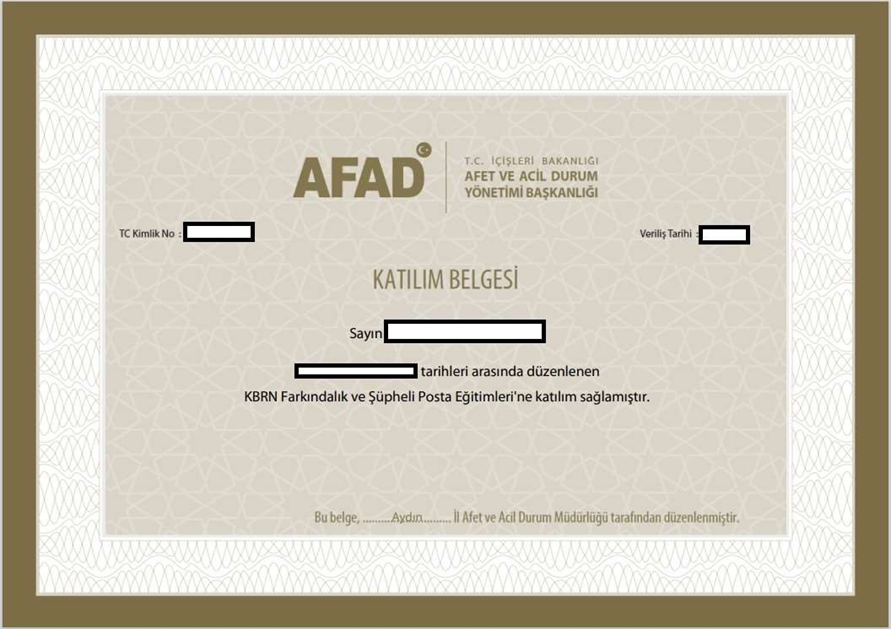 AFAD
T.C. İÇİŞLERİ BAKANLIĞI
AFET VE ACİL DURUM
YÖNETİMİ BAŞKANLIĞI
TC Kimlik No :
Veriliş Tarihi :
KATILIM BELGESİ
Sayın
tarihleri arasında düzenlenen
KBRN Farkındalık ve Şüpheli Posta Eğitimleri'ne katılım sağlamıştır.
Bu belge, .........Aydın......... İl Afet ve Acil Durum Müdürlüğü tarafından düzenlenmiştir.